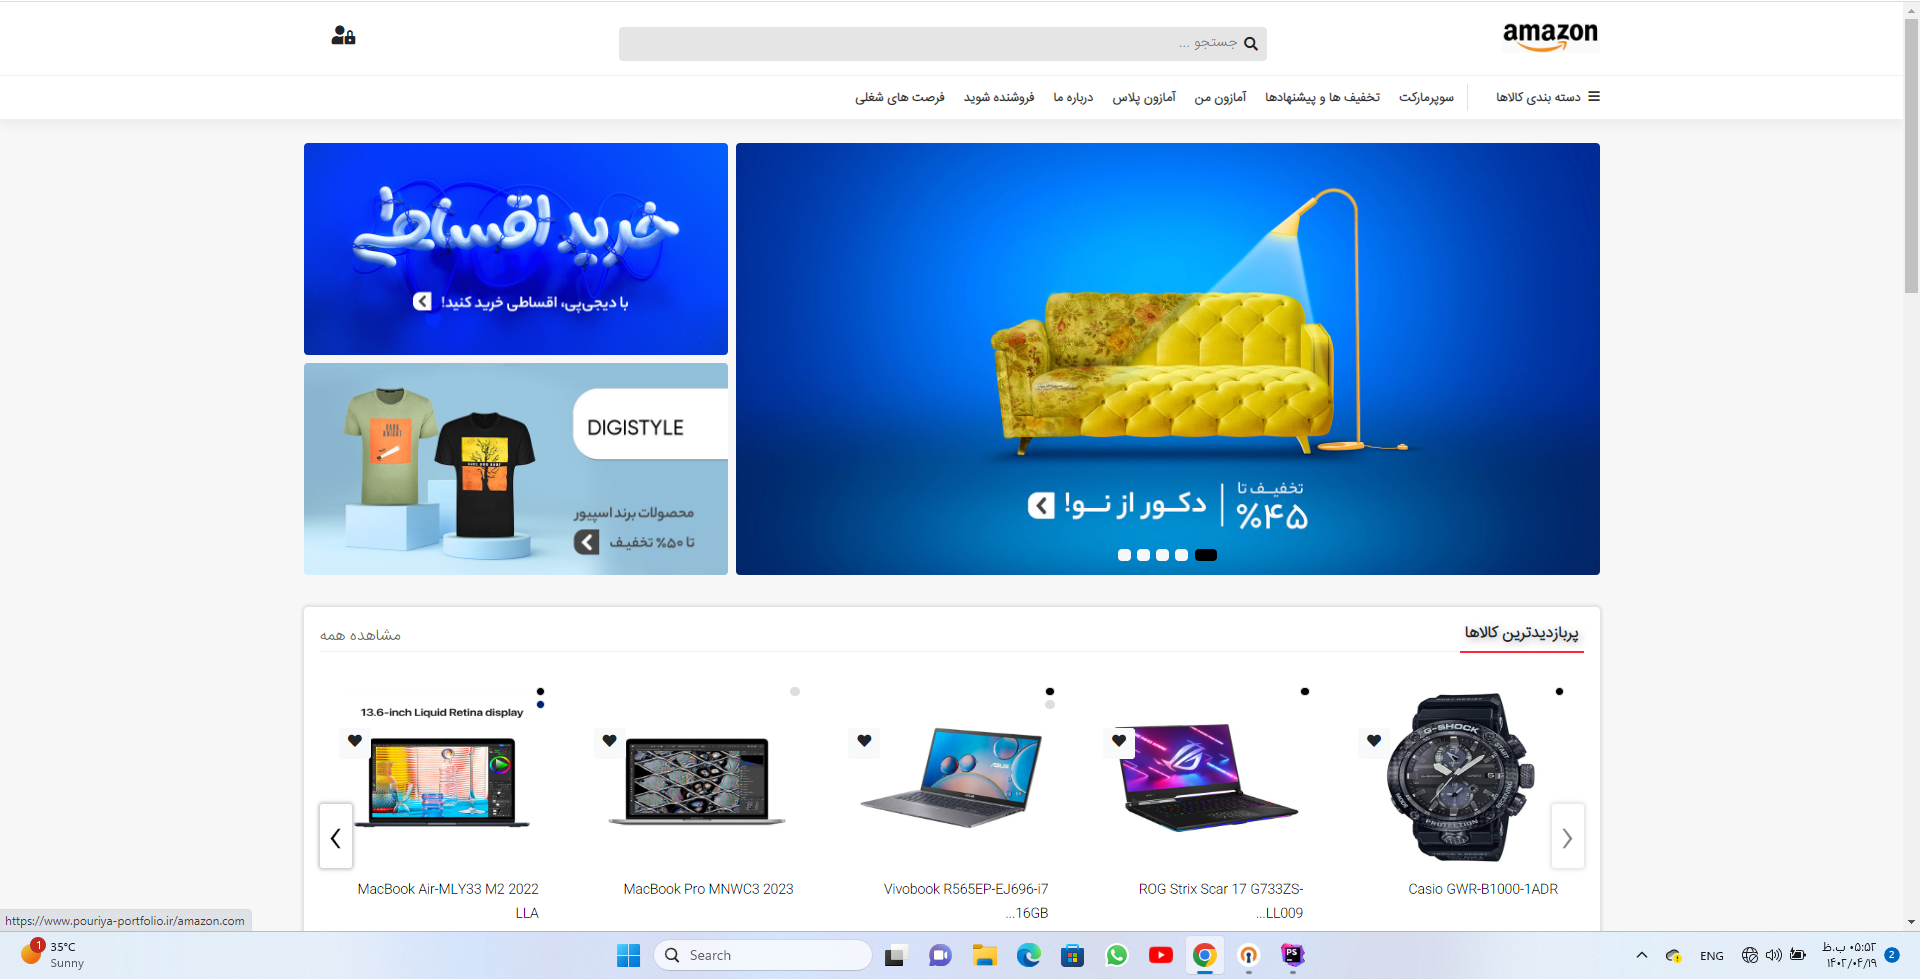 amazon
جستجو ...
دسته بندی کالاها
سوپرمارکت
تخفیف ها و پیشنهادها
آمازون من
آمازون پلاس
درباره ما
فروشنده شوید
فرصت های شغلی
تخفیف تا
%۴۵
دکور از نو!
خرید اقساطی
با دیجی‌پی، اقساطی خرید کنید!
DIGISTYLE
محصولات برند اسپیور
تا ۵۰٪ تخفیف
پربازدیدترین کالاها
مشاهده همه
G-SHOCK
PROTECTION
13.6-inch Liquid Retina display
Casio GWR-B1000-1ADR
ROG Strix Scar 17 G733ZS-
...LL009
Vivobook R565EP-EJ696-i7
...16GB
MacBook Pro MNWC3 2023
MacBook Air-MLY33 M2 2022
LLA
https://www.pouriya-portfolio.ir/amazon.com
1
35°C
Sunny
Search
PS
ENG
۰۵:۵۲ ب.ظ
۱۴۰۲/۰۴/۱۹
2